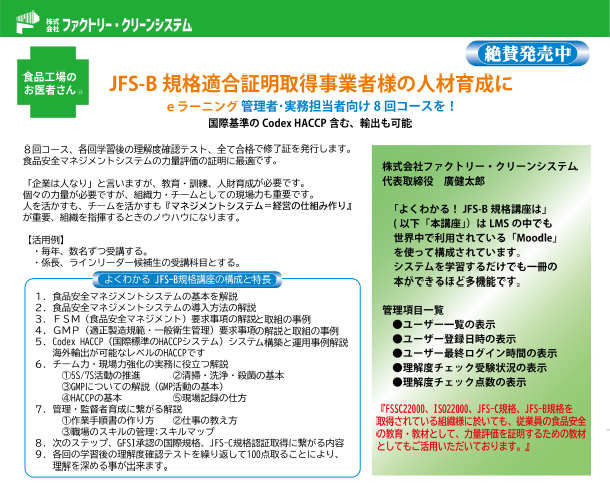 株式会社 ファクトリー・クリーンシステム
絶賛発売中
食品工場の
お医者さん
JFS-B 規格適合証明取得事業者様の人材育成に
eラーニング 管理者・実務担当者向け8回コースを！
国際基準の Codex HACCP 含む、輸出も可能
８回コース、各回学習後の理解度確認テスト、全て合格で修了証を発行します。
食品安全マネジメントシステムの力量評価の証明に最適です。
「企業は人なり」と言いますが、教育・訓練、人財育成が必要です。
個々の力量が必要ですが、組織力・チームとしての現場力も重要です。
人を活かすも、チームを活かすも『マネジメントシステム＝経営の仕組み作り』
が重要、組織を指揮するときのノウハウになります。
【活用例】
・毎年、数名ずつ受講する。
・係長、ラインリーダー候補生の受講科目とする。
よくわかる JFS-B規格講座の構成と特長
１．食品安全マネジメントシステムの基本を解説
２．食品安全マネジメントシステムの導入方法の解説
３．ＦＳＭ（食品安全マネジメント）要求事項の解説と取組の事例
４．ＧＭＰ（適正製造規範・一般衛生管理）要求事項の解説と取組の事例
５．Codex HACCP（国際標準のHACCPシステム）システム構築と運用事例解説
海外輸出が可能なレベルのHACCPです
６．チーム力・現場力強化の実務に役立つ解説
①5S/7S活動の推進　②清掃・洗浄・殺菌の基本
③GMPについての解説（GMP活動の基本）
④HACCPの基本　⑤現場記録の仕方
７．管理・監督者育成に繋がる解説
①作業手順書の作り方　②仕事の教え方
③職場のスキルの管理:スキルマップ
８．次のステップ、GFSI承認の国際規格、JFS-C規格認証取得に繋がる内容
９．各回の学習後の理解度確認テストを繰り返して100点取ることにより、
理解を深める事が出来ます。
株式会社ファクトリー・クリーンシステム
代表取締役　廣健太郎
「よくわかる！ JFS-B 規格講座は」
（以下「本講座」）は LMS の中でも
世界中で利用されている「Moodle」
を使って構成されています。
システムを学習するだけでも一冊の
本ができるほど多機能です。
管理項目一覧
●ユーザー一覧の表示
●ユーザー登録日時の表示
●ユーザー最終ログイン時間の表示
●理解度チェック受験状況の表示
●理解度チェック点数の表示
『FSSC22000、ISO22000、JFS-C規格、JFS-B規格を
取得されている組織様に於いても、従業員の食品安全
の教育・教材として、力量評価を証明するための教材
としてもご活用いただいております。』